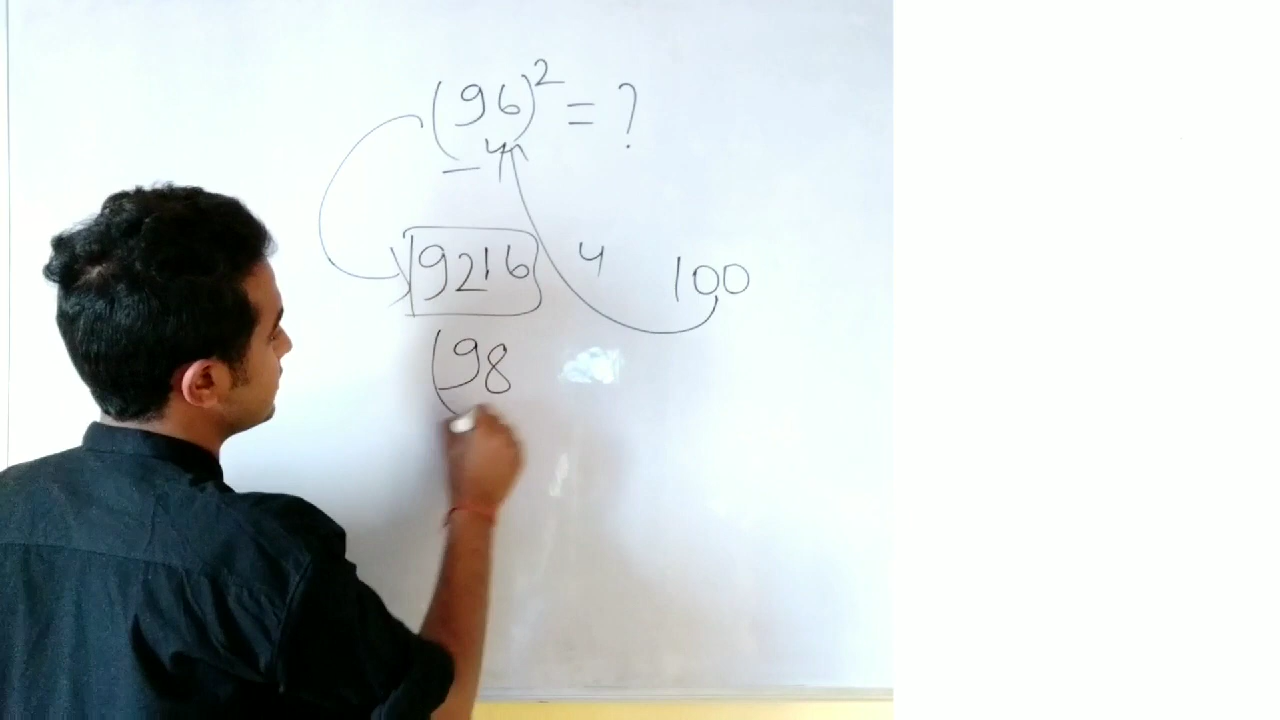 (96)² = ?
— 4
9216 4 100
(98